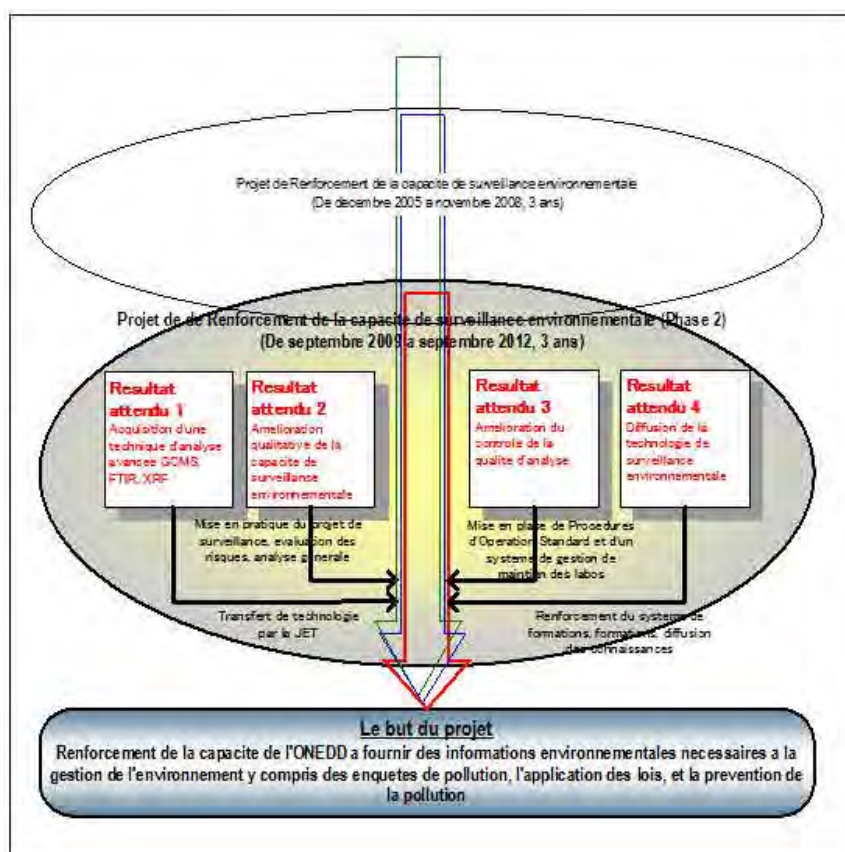 Projet de Renforcement de la capacite de surveillance environnementale
(De decembre 2005 a novembre 2008, 3 ans)
Projet de de Renforcement de la capacite de surveillance environnementale (Phase 2)
(De septembre 2009 a septembre 2012, 3 ans)
Resultat
attendu 1
Acquisition d'une
technique d'analyse
avancee GCMS,
FTIR, XRF
Resultat
attendu 2
Amelioration
qualitative de la
capacite de
surveillance
environnementale
Resultat
attendu 3
Amelioration du
controle de la
qualite d'analyse
Resultat
attendu 4
Diffusion de la
technologie de
surveillance
environnementale
Mise en pratique du projet de
surveillance, evaluation des
risques, analyse generale
Mise en place de Procedures
d'Operation Standard et d'un
systeme de gestion de
maintien des labos
Transfert de technologie
par le JET
Renforcement du systeme de
formations, formations, diffusion
des connaissances
Le but du projet
Renforcement de la capacite de l'ONEDD a fournir des informations environmentales necessaires a la
gestion de l'environnement y compris des enquetes de pollution, l'application des lois, et la prevention de
la pollution